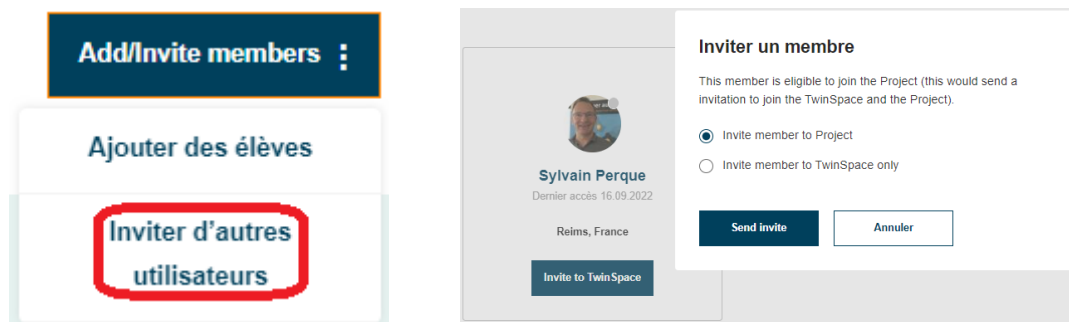 Add/Invite members
Ajouter des élèves
Inviter d'autres
utilisateurs
Sylvain Perque
Dernier accès 16.09.2022
Reims, France
Invite to TwinSpace
Inviter un membre
This member is eligible to join the Project (this would send a
invitation to join the TwinSpace and the Project).
Invite member to Project
Invite member to TwinSpace only
Send invite
Annuler